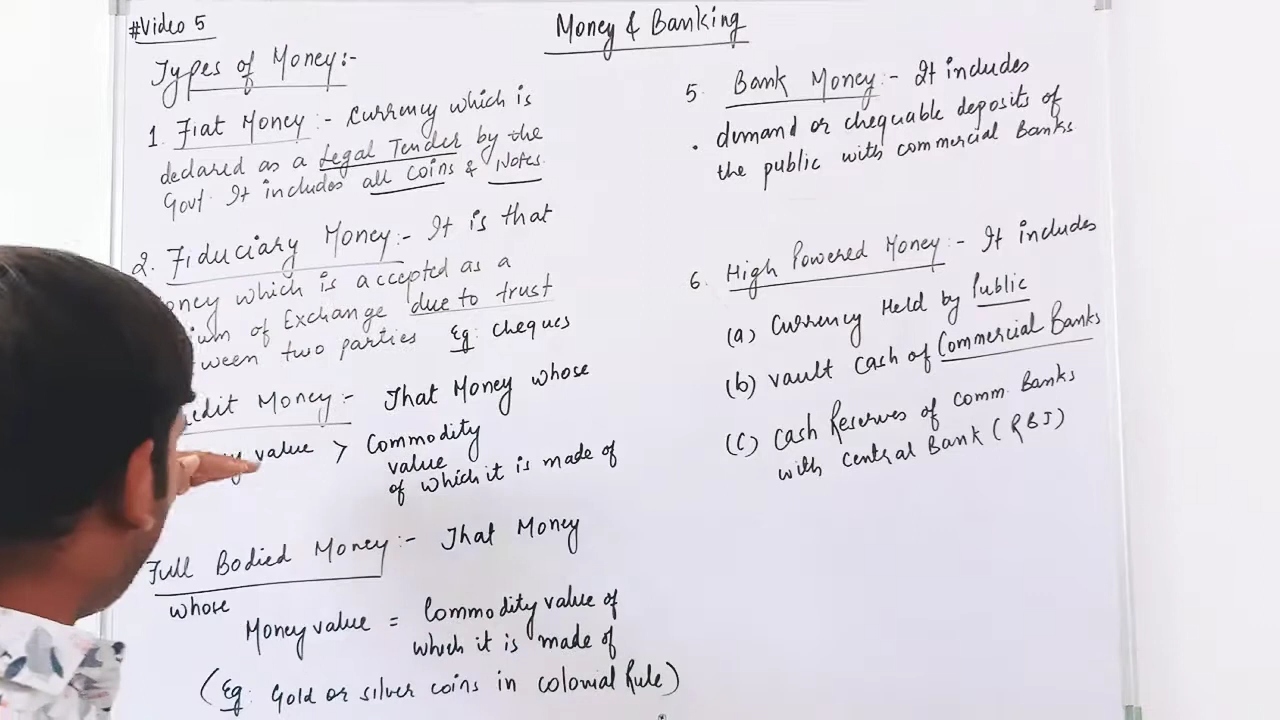 #Video 5
Money & Banking
Types of Money:-
1. Fiat Money:- Currency which is
declared as a Legal Tender by the
Govt. It includes all coins & Notes.
2. Fiduciary Money:- It is that
which is accepted as a
of Exchange due to trust
two parties Eg: cheques
Money:- That Money whose
value > Commodity
value
of which it is made of
Full Bodied Money:- That Money
whose
Money value = Commodity value of
which it is made of
(Eg: Gold or silver coins in colonial Rule)
5. Bank Money:- It includes
demand or chequable deposits of
the public with commercial Banks
6. High Powered Money:- It includes
(a) Currency Held by Public
(b) vault cash of Commercial Banks
(c) Cash Reserves of comm. Banks
with central Bank (RBI)